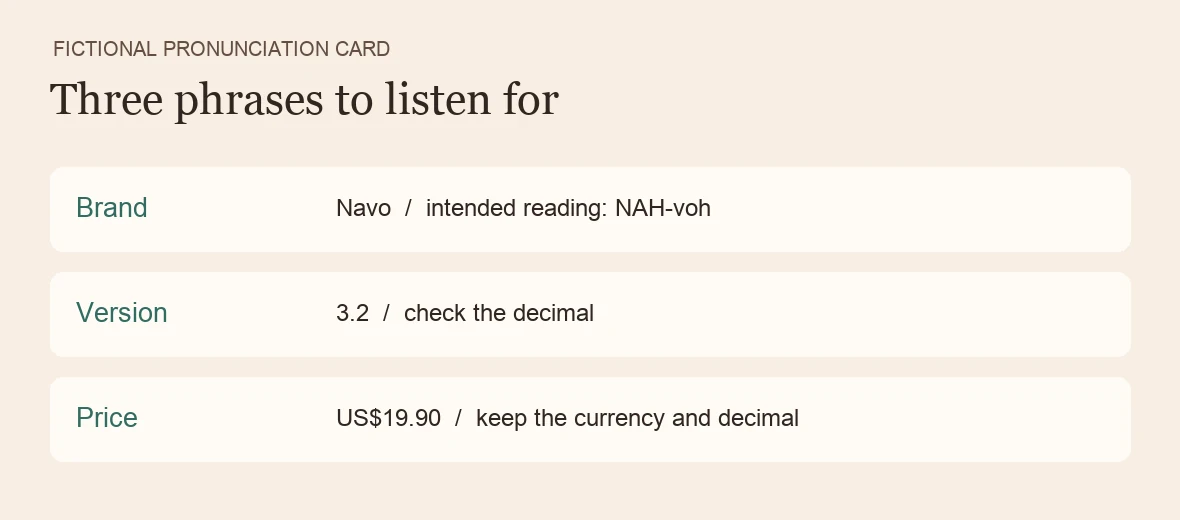 FICTIONAL PRONUNCIATION CARD
Three phrases to listen for
Brand
Navo / intended reading: NAH-voh
Version
3.2 / check the decimal
Price
US$19.90 / keep the currency and decimal